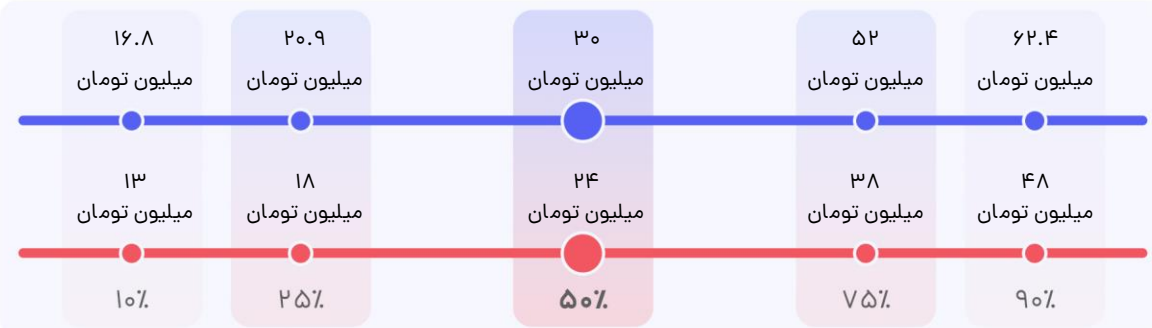 ۱۶.۸ ۲۰.۹ ۳۰ ۵۲ ۶۲.۴
میلیون تومان میلیون تومان میلیون تومان میلیون تومان میلیون تومان
۱۳ ۱۸ ۲۴ ۳۸ ۴۸
میلیون تومان میلیون تومان میلیون تومان میلیون تومان میلیون تومان
۱۰٪ ۲۵٪ ۵۰٪ ۷۵٪ ۹۰٪